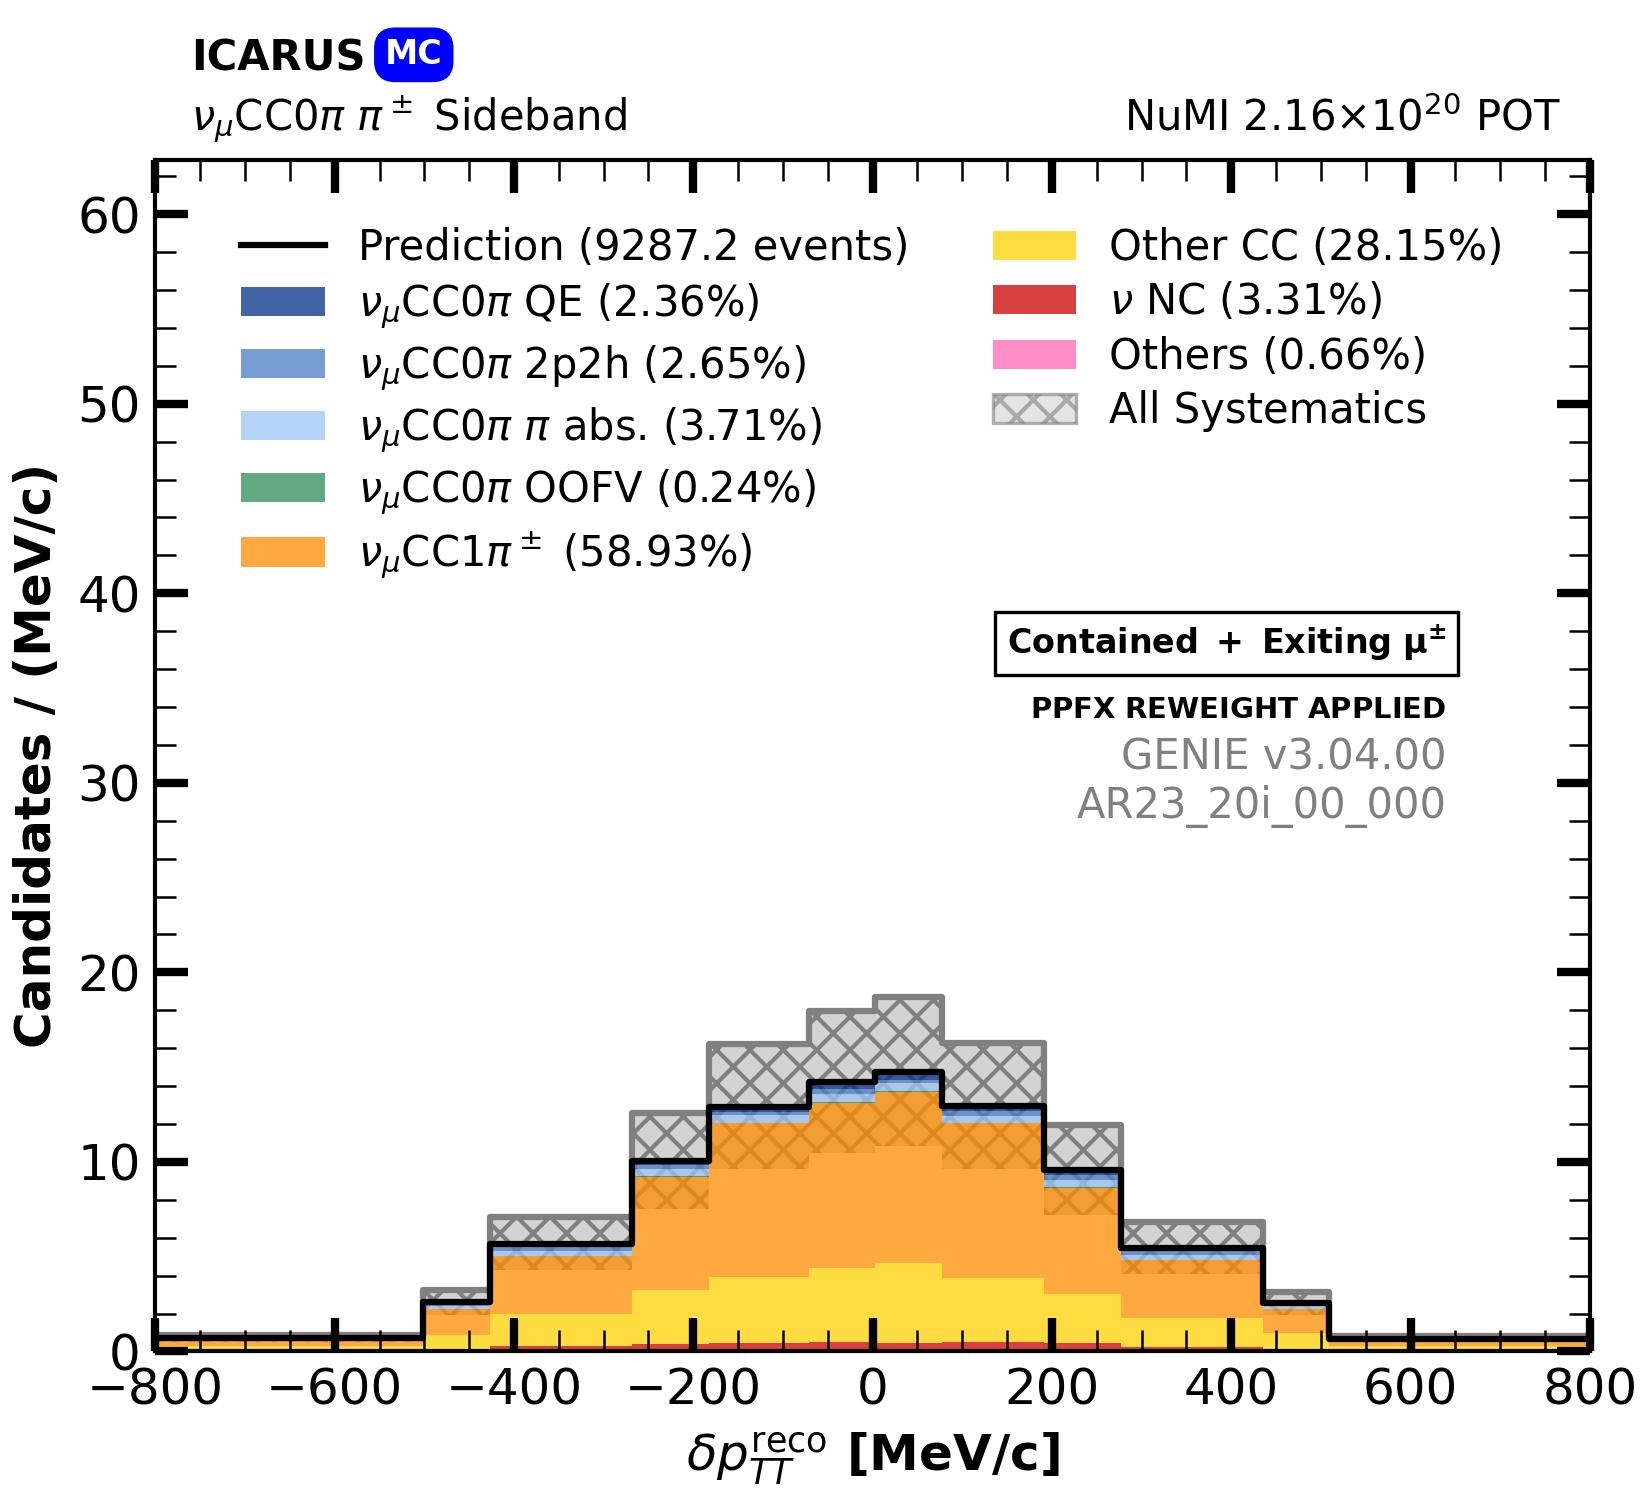 ICARUS MC
νμCC0π π± Sideband
NuMI 2.16×10²⁰ POT
Prediction (9287.2 events)
νμCC0π QE (2.36%)
νμCC0π 2p2h (2.65%)
νμCC0π π abs. (3.71%)
νμCC0π OOFV (0.24%)
νμCC1π± (58.93%)
Other CC (28.15%)
ν NC (3.31%)
Others (0.66%)
All Systematics
Contained + Exiting μ±
PPFX REWEIGHT APPLIED
GENIE v3.04.00
AR23_20i_00_000
Candidates / (MeV/c)
60
50
40
30
20
10
0
−800 −600 −400 −200 0 200 400 600 800
δp_TT^reco [MeV/c]